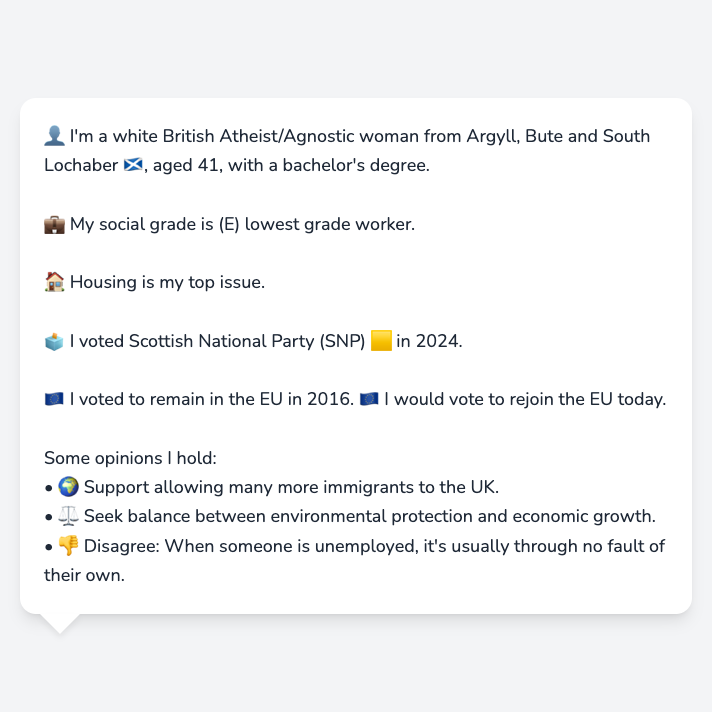 👤 I'm a white British Atheist/Agnostic woman from Argyll, Bute and South
Lochaber 🏴󠁧󠁢󠁳󠁣󠁴󠁿, aged 41, with a bachelor's degree.
💼 My social grade is (E) lowest grade worker.
🏠 Housing is my top issue.
🗳️ I voted Scottish National Party (SNP) 🟨 in 2024.
🇪🇺 I voted to remain in the EU in 2016. 🇪🇺 I would vote to rejoin the EU today.
Some opinions I hold:
• 🌍 Support allowing many more immigrants to the UK.
• ⚖️ Seek balance between environmental protection and economic growth.
• 👎 Disagree: When someone is unemployed, it's usually through no fault of
their own.